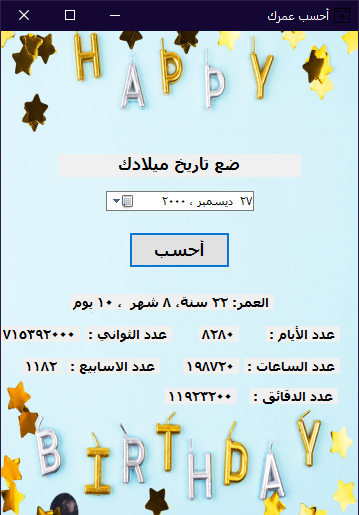 أحسب عمرك
HAPPY
ضع تاريخ ميلادك
٢٧ ديسمبر ، ٢٠٠٠
أحسب
العمر: ٢٢ سنة، ٨ شهر ، ١٠ يوم
عدد الأيام : ٨٢٨٠ عدد الثواني : ٧١٥٣٩٢٠٠٠
عدد الساعات : ١٩٨٧٢٠ عدد الاسابيع : ١١٨٢
عدد الدقائق : ١١٩٢٣٢٠٠
BIRTHDAY